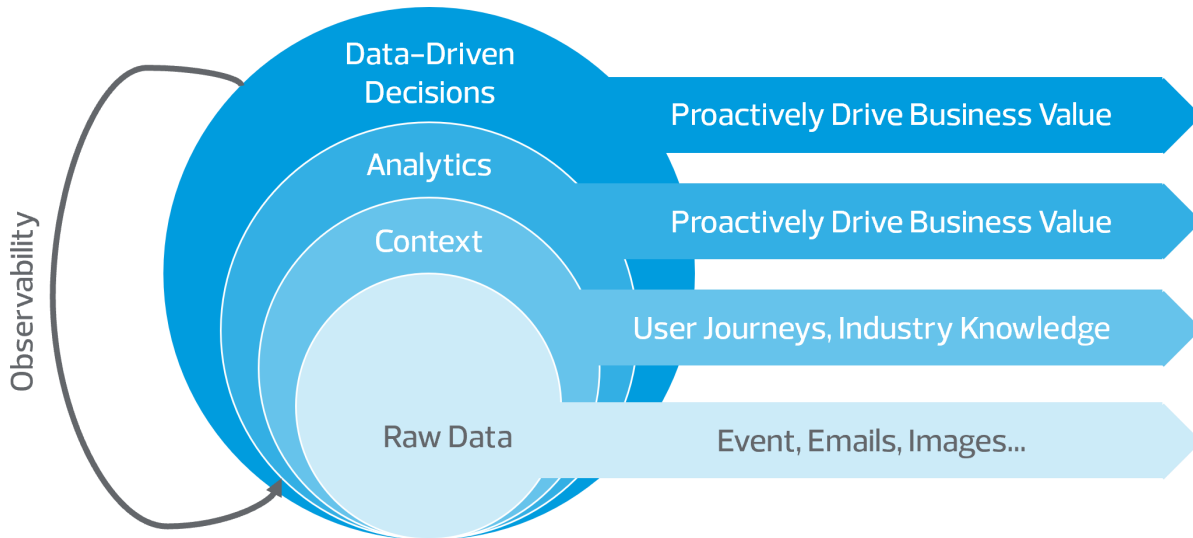 Data-Driven
Decisions
Proactively Drive Business Value
Analytics
Proactively Drive Business Value
Context
User Journeys, Industry Knowledge
Raw Data
Event, Emails, Images...
Observability